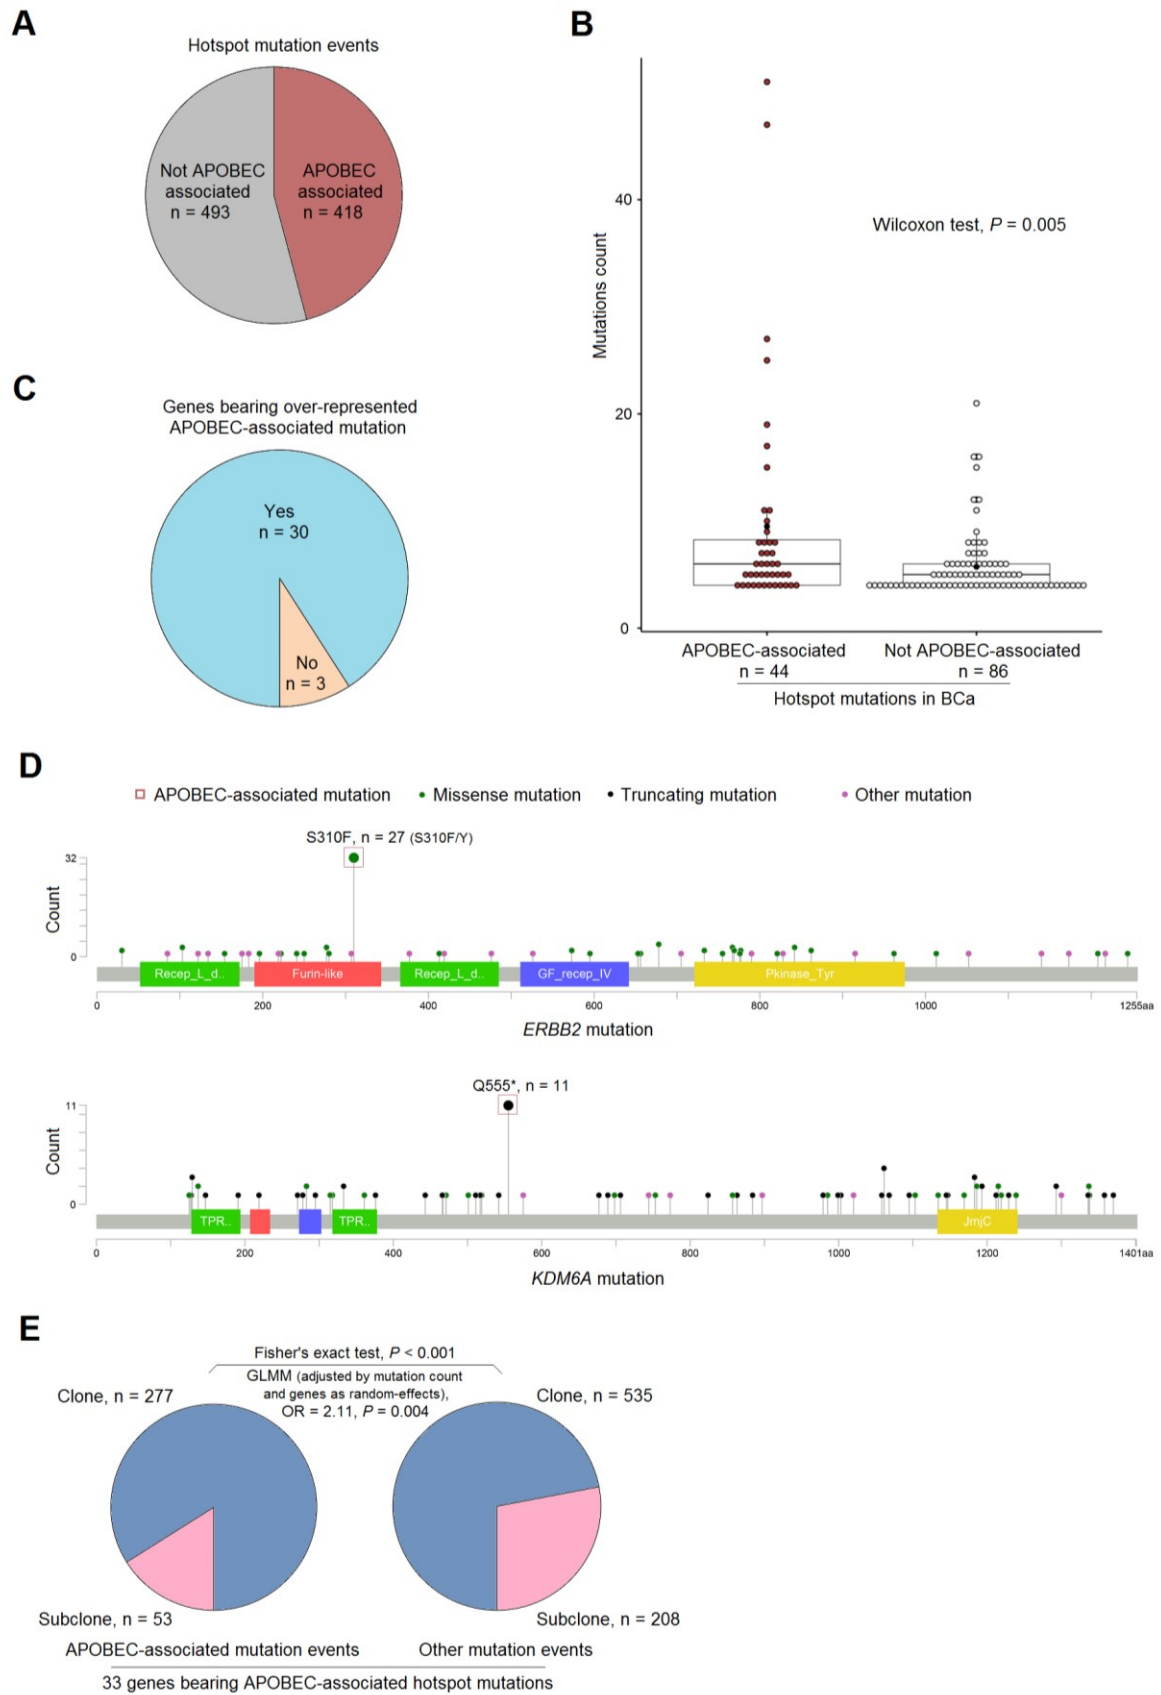 A
Hotspot mutation events
Not APOBEC
associated
n = 493
APOBEC
associated
n = 418
B
Mutations count
40
20
0
Wilcoxon test, P = 0.005
APOBEC-associated
n = 44
Not APOBEC-associated
n = 86
Hotspot mutations in BCa
C
Genes bearing over-represented
APOBEC-associated mutation
Yes
n = 30
No
n = 3
D
APOBEC-associated mutation
Missense mutation
Truncating mutation
Other mutation
S310F, n = 27 (S310F/Y)
32
Count
0
Recep_L_d..
Furin-like
Recep_L_d..
GF_recep_IV
Pkinase_Tyr
0
200
400
600
800
1000
1255aa
ERBB2 mutation
Q555*, n = 11
11
Count
0
TPR..
TPR..
JmjC
0
200
400
600
800
1000
1200
1401aa
KDM6A mutation
E
Fisher's exact test, P < 0.001
GLMM (adjusted by mutation count
and genes as random-effects),
OR = 2.11, P = 0.004
Clone, n = 277
Clone, n = 535
Subclone, n = 53
Subclone, n = 208
APOBEC-associated mutation events
Other mutation events
33 genes bearing APOBEC-associated hotspot mutations